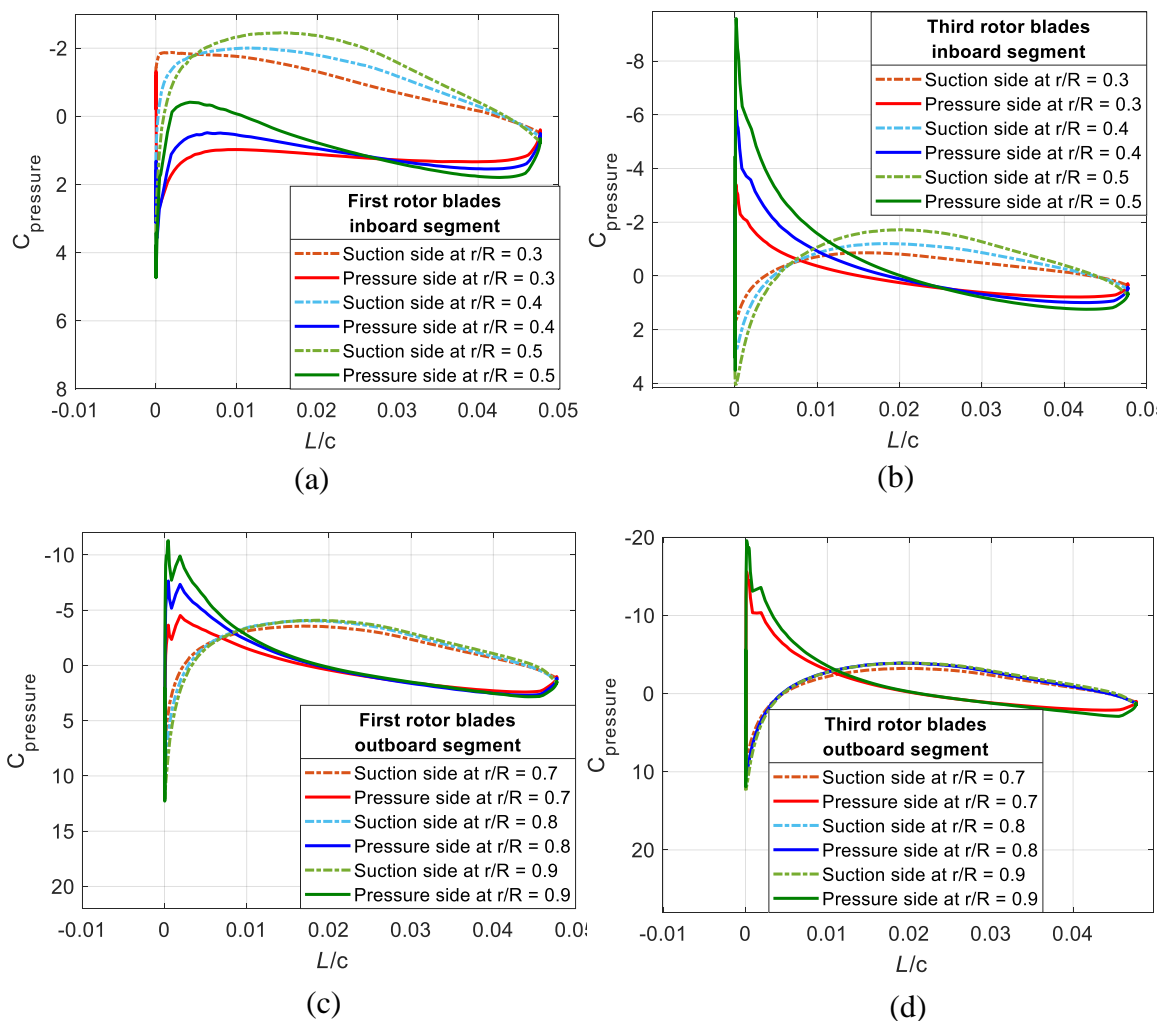 -2
0
2
4
6
8
C pressure
First rotor blades
inboard segment
Suction side at r/R = 0.3
Pressure side at r/R = 0.3
Suction side at r/R = 0.4
Pressure side at r/R = 0.4
Suction side at r/R = 0.5
Pressure side at r/R = 0.5
-0.01 0 0.01 0.02 0.03 0.04 0.05
L/c
(a)
-8
-6
-4
-2
0
2
4
C pressure
Third rotor blades
inboard segment
Suction side at r/R = 0.3
Pressure side at r/R = 0.3
Suction side at r/R = 0.4
Pressure side at r/R = 0.4
Suction side at r/R = 0.5
Pressure side at r/R = 0.5
0 0.01 0.02 0.03 0.04
L/c
(b)
-10
-5
0
5
10
15
20
C pressure
First rotor blades
outboard segment
Suction side at r/R = 0.7
Pressure side at r/R = 0.7
Suction side at r/R = 0.8
Pressure side at r/R = 0.8
Suction side at r/R = 0.9
Pressure side at r/R = 0.9
-0.01 0 0.01 0.02 0.03 0.04
L/c
(c)
-20
-10
0
10
20
C pressure
Third rotor blades
outboard segment
Suction side at r/R = 0.7
Pressure side at r/R = 0.7
Suction side at r/R = 0.8
Pressure side at r/R = 0.8
Suction side at r/R = 0.9
Pressure side at r/R = 0.9
-0.01 0 0.01 0.02 0.03 0.04
L/c
(d)